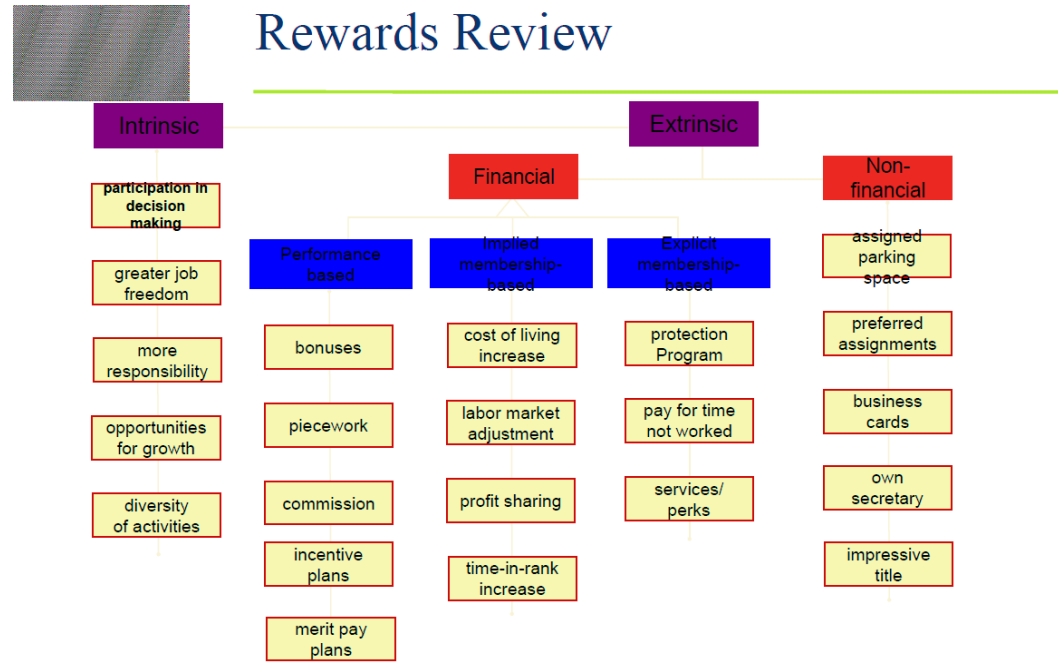 Rewards Review
Intrinsic
Extrinsic
Financial
Non-
financial
participation in
decision
making
greater job
freedom
more
responsibility
opportunities
for growth
diversity
of activities
Performance
based
bonuses
piecework
commission
incentive
plans
merit pay
plans
Implied
membership-
based
cost of living
increase
labor market
adjustment
profit sharing
time-in-rank
increase
Explicit
membership-
based
protection
Program
pay for time
not worked
services/
perks
assigned
parking
space
preferred
assignments
business
cards
own
secretary
impressive
title